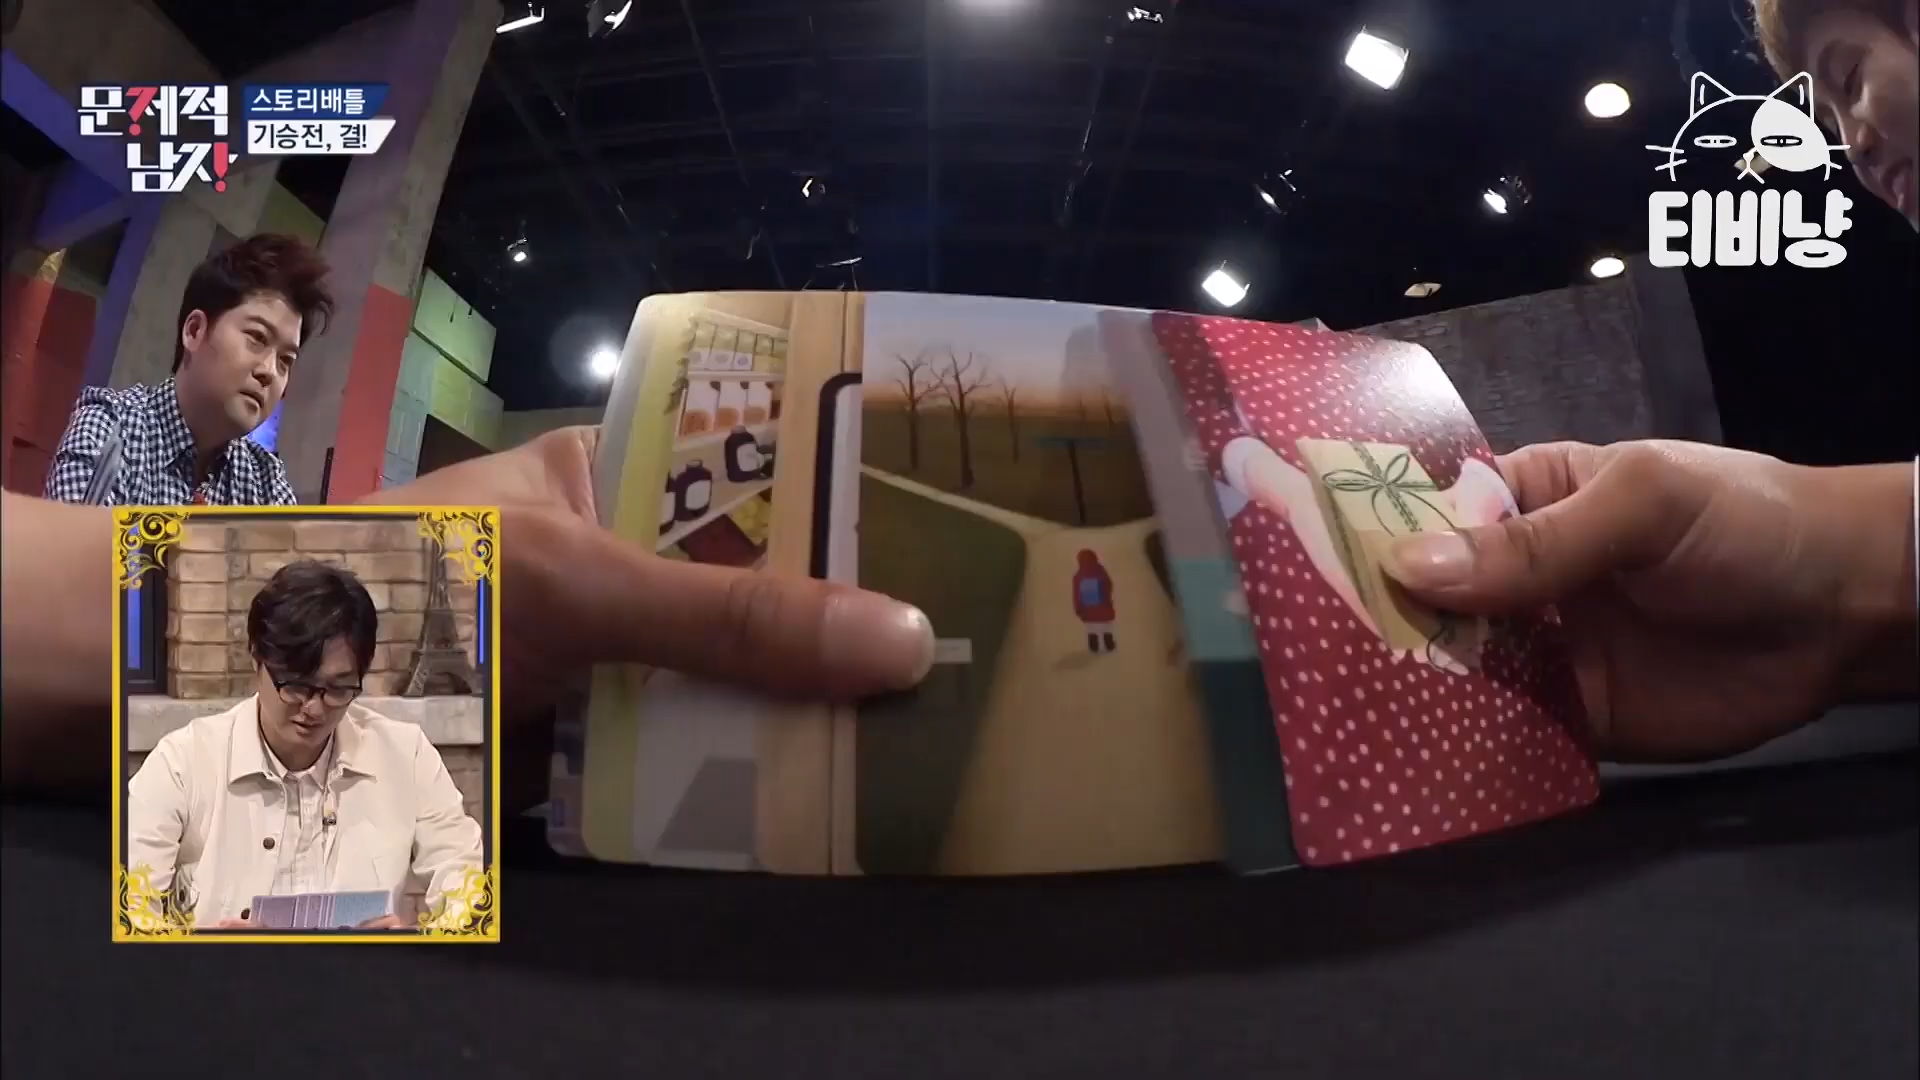 문제적
남자
스토리배틀
기승전, 결!
티비냥